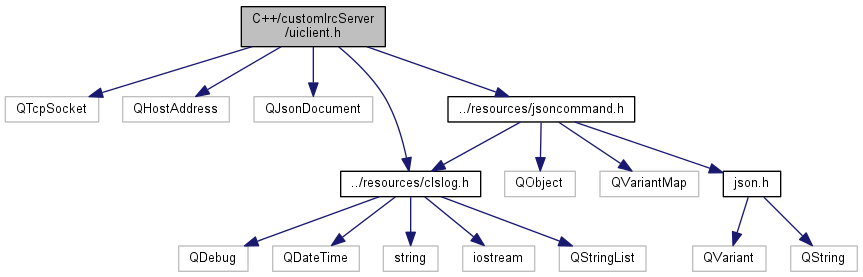 C++/customIrcServer
/uiclient.h
QTcpSocket
QHostAddress
QJsonDocument
../resources/jsoncommand.h
../resources/clslog.h
QObject
QVariantMap
json.h
QDebug
QDateTime
string
iostream
QStringList
QVariant
QString